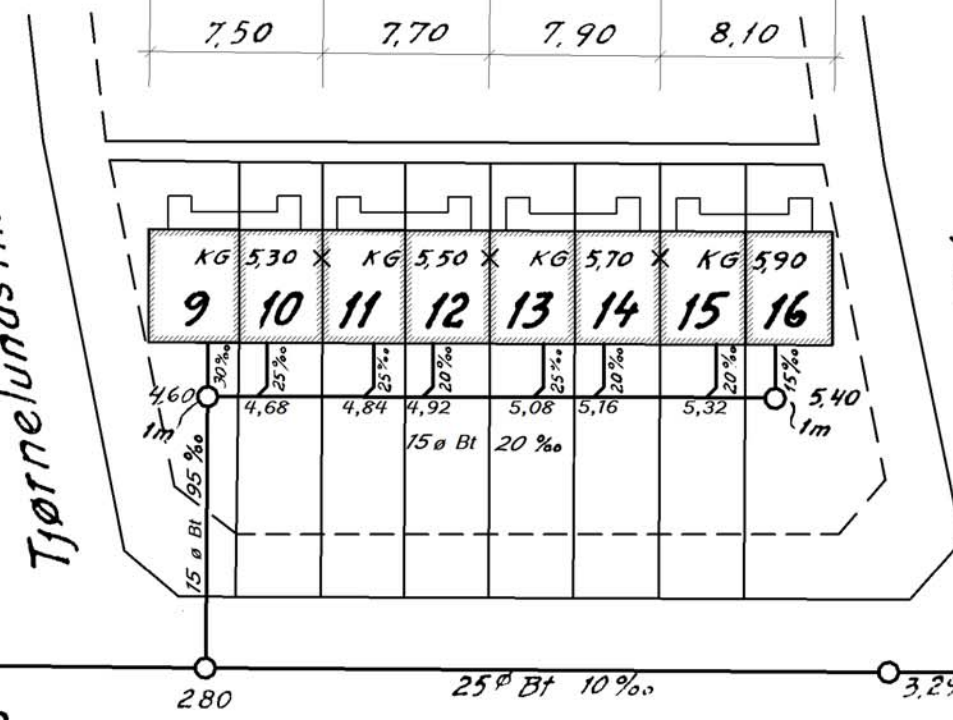 7,50 7,70 7,90 8,10
KG 5,30 KG 5,50 KG 5,70 KG 5,90
9 10 11 12 13 14 15 16
30‰ 25‰ 25‰ 20‰ 25‰ 20‰ 20‰ 15‰
4,60 4,68 4,84 4,92 5,08 5,16 5,32 5,40
1m 1m
15 ø Bt 20 ‰
15 ø Bt 95 ‰
280 25 ø Bt 10 ‰